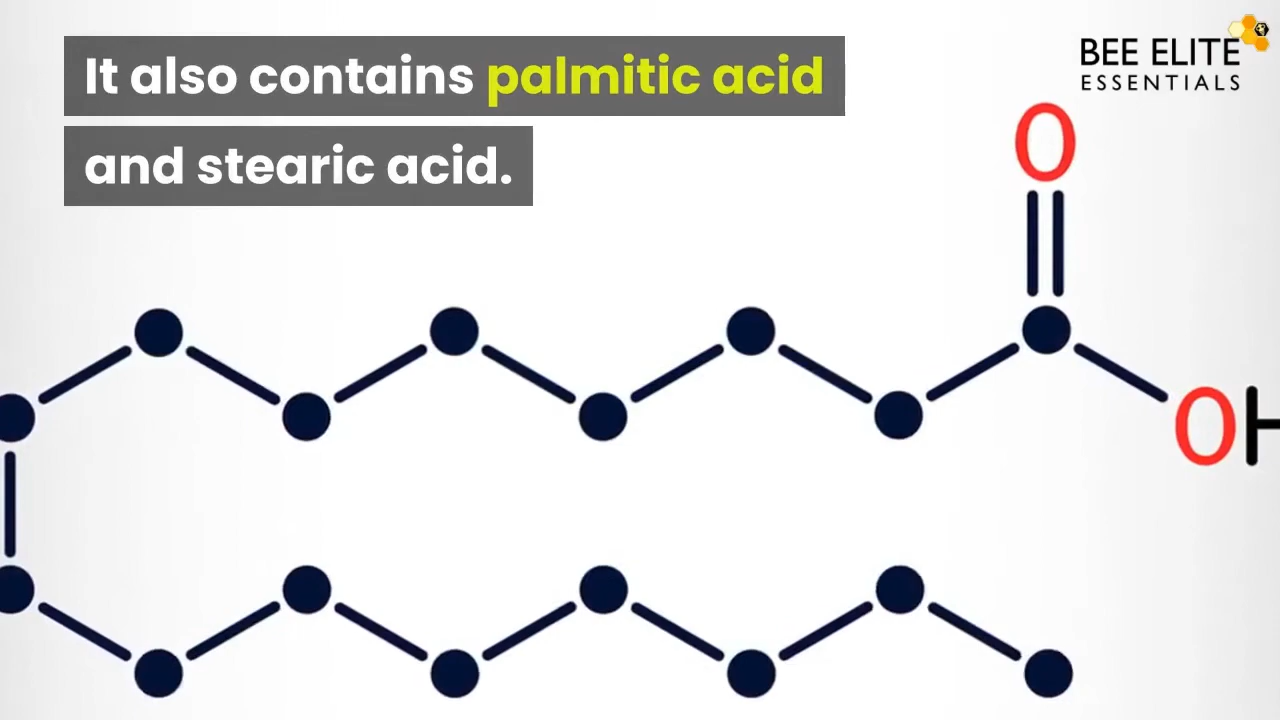 It also contains palmitic acid
and stearic acid.
BEE ELITE
ESSENTIALS
O
OH